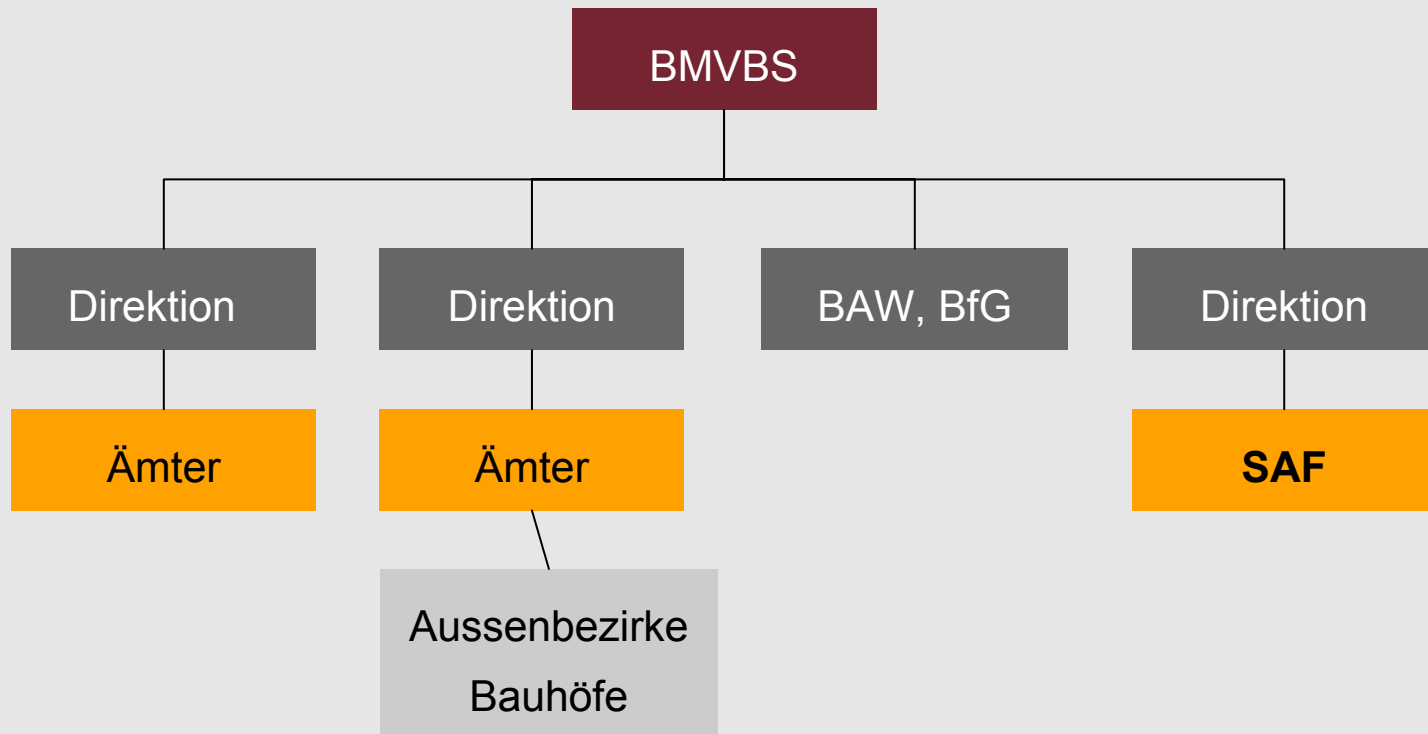 BMVBS
Direktion
Direktion
BAW, BfG
Direktion
Ämter
Ämter
SAF
Aussenbezirke
Bauhöfe